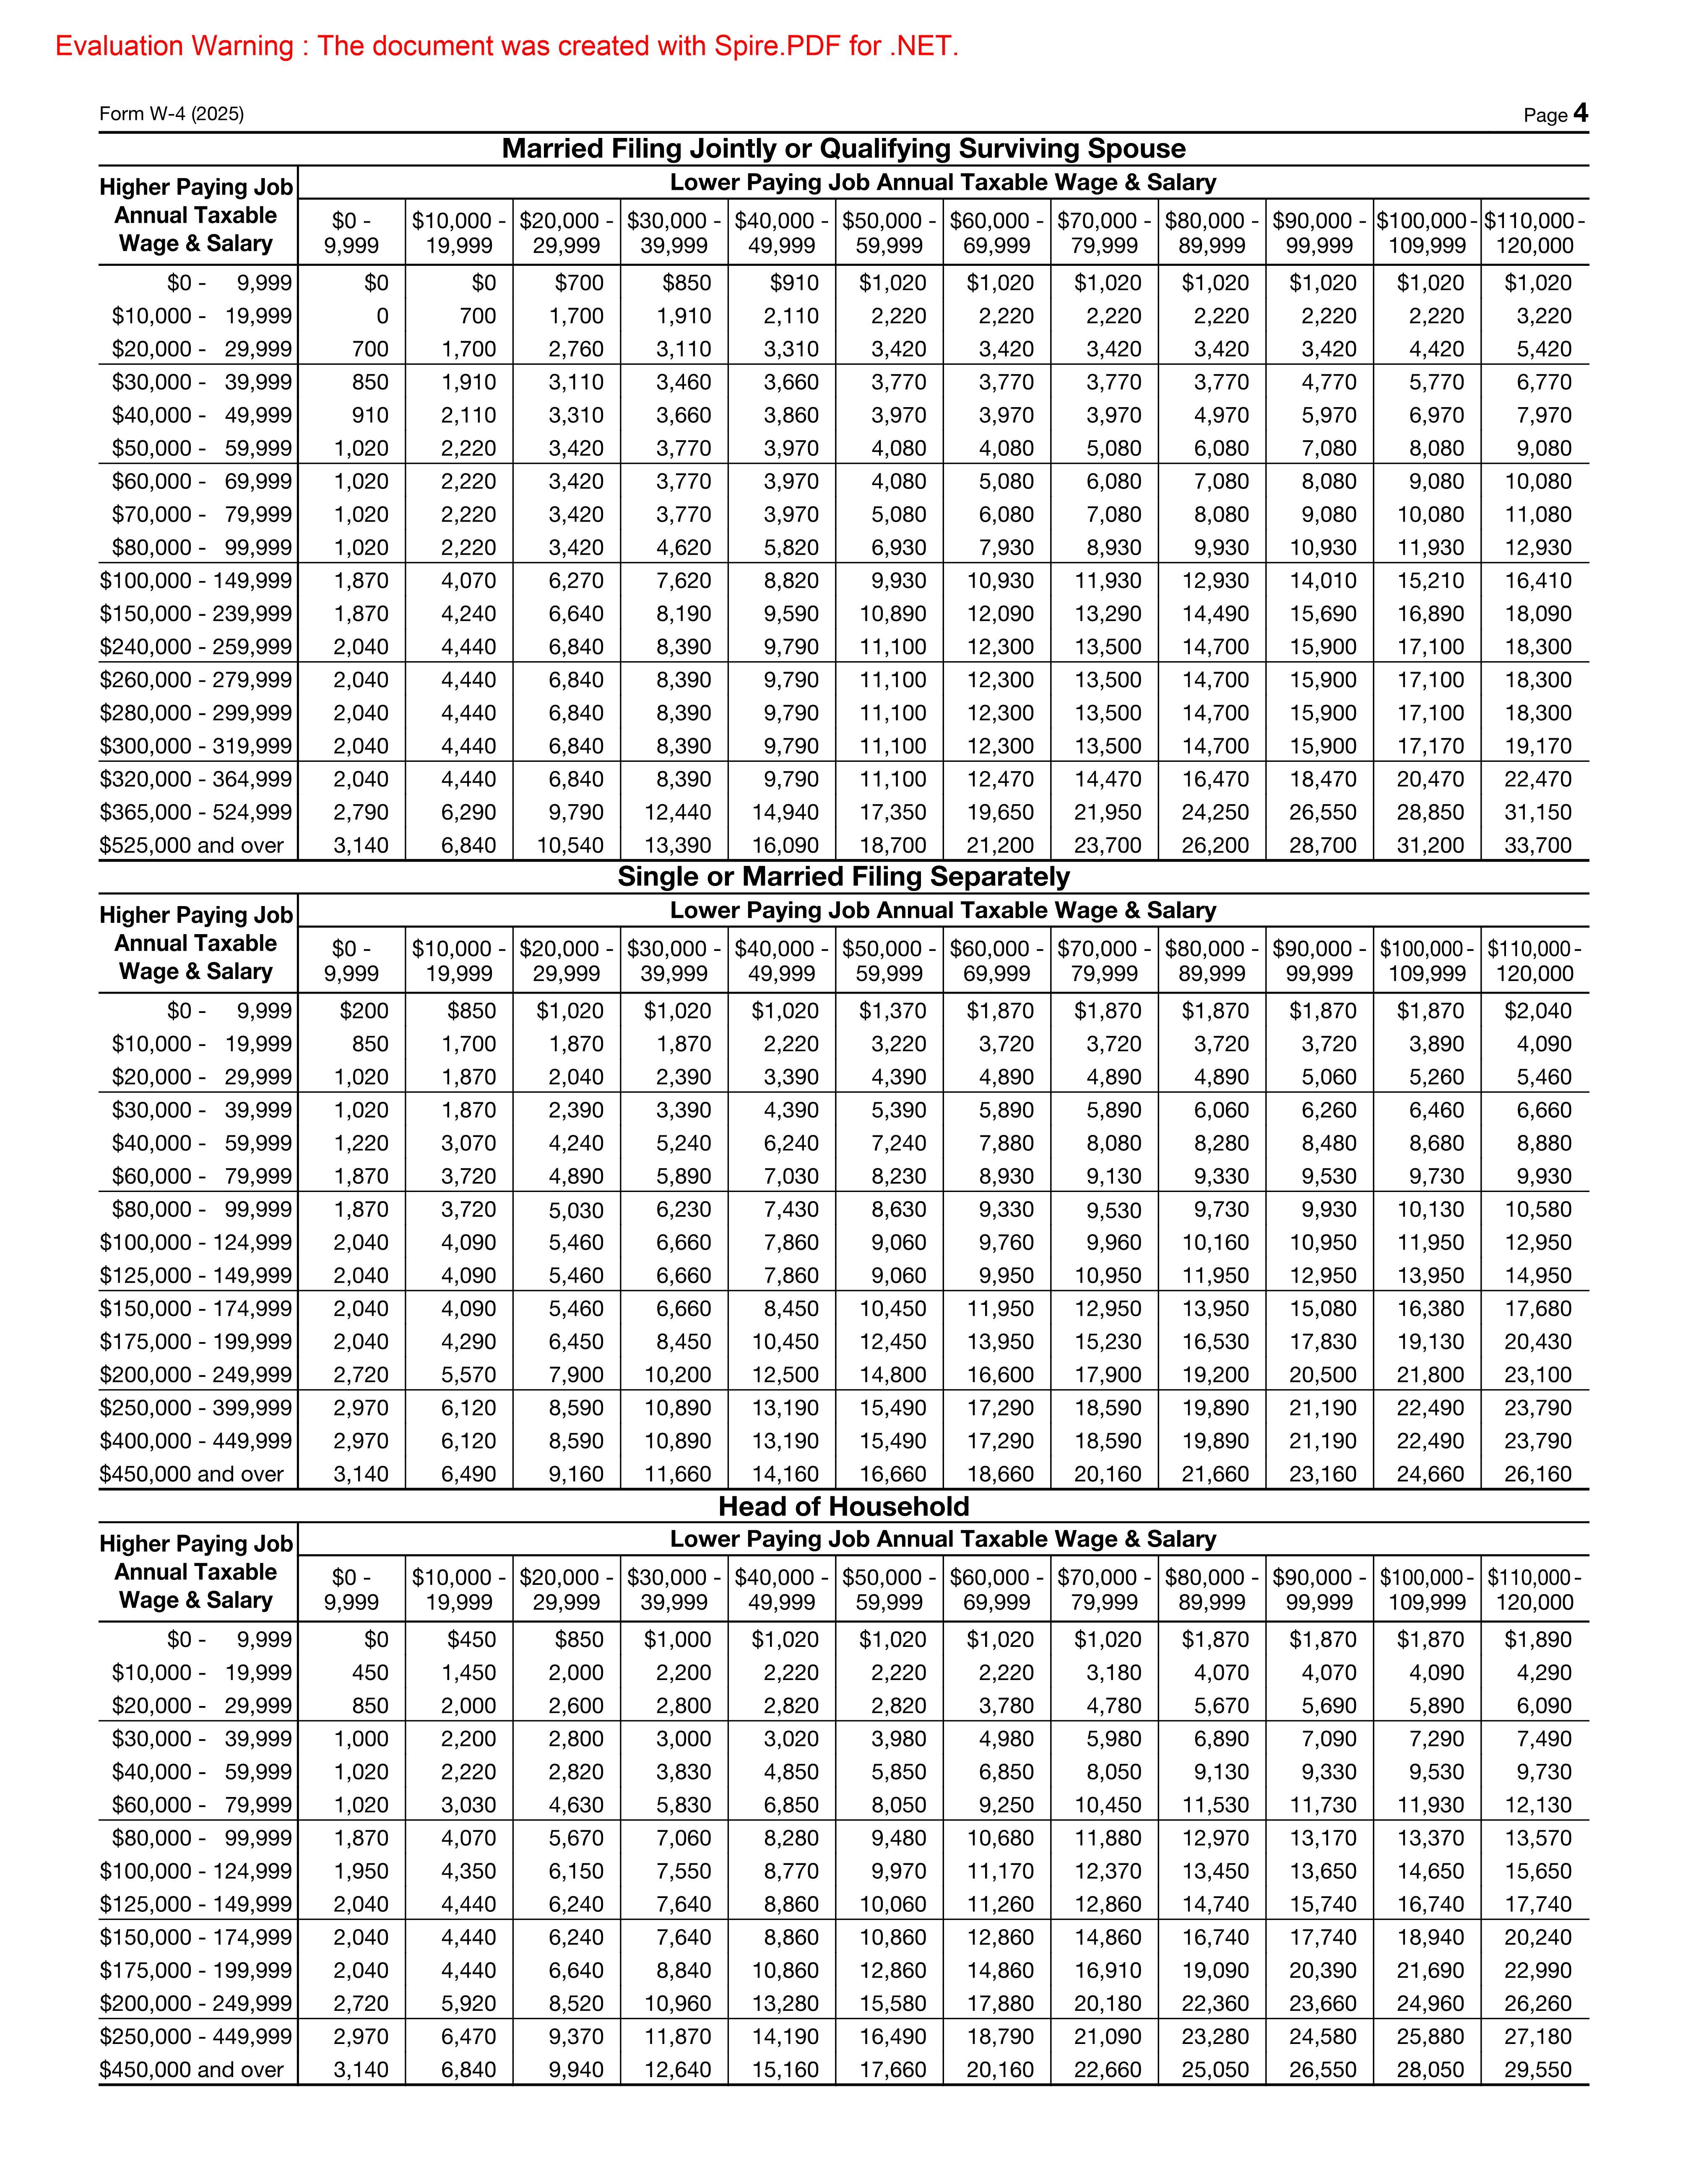 Evaluation Warning : The document was created with Spire.PDF for .NET.
Form W-4 (2025) Page 4
Married Filing Jointly or Qualifying Surviving Spouse
Higher Paying Job Annual Taxable Wage & Salary
Lower Paying Job Annual Taxable Wage & Salary
$0 - 9,999 $10,000 - 19,999 $20,000 - 29,999 $30,000 - 39,999 $40,000 - 49,999 $50,000 - 59,999 $60,000 - 69,999 $70,000 - 79,999 $80,000 - 89,999 $90,000 - 99,999 $100,000 - 109,999 $110,000 - 120,000
$0 - 9,999 $0 $0 $700 $850 $910 $1,020 $1,020 $1,020 $1,020 $1,020 $1,020 $1,020
$10,000 - 19,999 0 700 1,700 1,910 2,110 2,220 2,220 2,220 2,220 2,220 2,220 3,220
$20,000 - 29,999 700 1,700 2,760 3,110 3,310 3,420 3,420 3,420 3,420 3,420 4,420 5,420
$30,000 - 39,999 850 1,910 3,110 3,460 3,660 3,770 3,770 3,770 3,770 4,770 5,770 6,770
$40,000 - 49,999 910 2,110 3,310 3,660 3,860 3,970 3,970 3,970 4,970 5,970 6,970 7,970
$50,000 - 59,999 1,020 2,220 3,420 3,770 3,970 4,080 4,080 5,080 6,080 7,080 8,080 9,080
$60,000 - 69,999 1,020 2,220 3,420 3,770 3,970 4,080 5,080 6,080 7,080 8,080 9,080 10,080
$70,000 - 79,999 1,020 2,220 3,420 3,770 3,970 5,080 6,080 7,080 8,080 9,080 10,080 11,080
$80,000 - 99,999 1,020 2,220 3,420 4,620 5,820 6,930 7,930 8,930 9,930 10,930 11,930 12,930
$100,000 - 149,999 1,870 4,070 6,270 7,620 8,820 9,930 10,930 11,930 12,930 14,010 15,210 16,410
$150,000 - 239,999 1,870 4,240 6,640 8,190 9,590 10,890 12,090 13,290 14,490 15,690 16,890 18,090
$240,000 - 259,999 2,040 4,440 6,840 8,390 9,790 11,100 12,300 13,500 14,700 15,900 17,100 18,300
$260,000 - 279,999 2,040 4,440 6,840 8,390 9,790 11,100 12,300 13,500 14,700 15,900 17,100 18,300
$280,000 - 299,999 2,040 4,440 6,840 8,390 9,790 11,100 12,300 13,500 14,700 15,900 17,100 18,300
$300,000 - 319,999 2,040 4,440 6,840 8,390 9,790 11,100 12,300 13,500 14,700 15,900 17,170 19,170
$320,000 - 364,999 2,040 4,440 6,840 8,390 9,790 11,100 12,470 14,470 16,470 18,470 20,470 22,470
$365,000 - 524,999 2,790 6,290 9,790 12,440 14,940 17,350 19,650 21,950 24,250 26,550 28,850 31,150
$525,000 and over 3,140 6,840 10,540 13,390 16,090 18,700 21,200 23,700 26,200 28,700 31,200 33,700
Single or Married Filing Separately
Higher Paying Job Annual Taxable Wage & Salary
Lower Paying Job Annual Taxable Wage & Salary
$0 - 9,999 $10,000 - 19,999 $20,000 - 29,999 $30,000 - 39,999 $40,000 - 49,999 $50,000 - 59,999 $60,000 - 69,999 $70,000 - 79,999 $80,000 - 89,999 $90,000 - 99,999 $100,000 - 109,999 $110,000 - 120,000
$0 - 9,999 $200 $850 $1,020 $1,020 $1,020 $1,370 $1,870 $1,870 $1,870 $1,870 $1,870 $2,040
$10,000 - 19,999 850 1,700 1,870 1,870 2,220 3,220 3,720 3,720 3,720 3,720 3,890 4,090
$20,000 - 29,999 1,020 1,870 2,040 2,390 3,390 4,390 4,890 4,890 4,890 5,060 5,260 5,460
$30,000 - 39,999 1,020 1,870 2,390 3,390 4,390 5,390 5,890 5,890 6,060 6,260 6,460 6,660
$40,000 - 59,999 1,220 3,070 4,240 5,240 6,240 7,240 7,880 8,080 8,280 8,480 8,680 8,880
$60,000 - 79,999 1,870 3,720 4,890 5,890 7,030 8,230 8,930 9,130 9,330 9,530 9,730 9,930
$80,000 - 99,999 1,870 3,720 5,030 6,230 7,430 8,630 9,330 9,530 9,730 9,930 10,130 10,580
$100,000 - 124,999 2,040 4,090 5,460 6,660 7,860 9,060 9,760 9,960 10,160 10,950 11,950 12,950
$125,000 - 149,999 2,040 4,090 5,460 6,660 7,860 9,060 9,950 10,950 11,950 12,950 13,950 14,950
$150,000 - 174,999 2,040 4,090 5,460 6,660 8,450 10,450 11,950 12,950 13,950 15,080 16,380 17,680
$175,000 - 199,999 2,040 4,290 6,450 8,450 10,450 12,450 13,950 15,230 16,530 17,830 19,130 20,430
$200,000 - 249,999 2,720 5,570 7,900 10,200 12,500 14,800 16,600 17,900 19,200 20,500 21,800 23,100
$250,000 - 399,999 2,970 6,120 8,590 10,890 13,190 15,490 17,290 18,590 19,890 21,190 22,490 23,790
$400,000 - 449,999 2,970 6,120 8,590 10,890 13,190 15,490 17,290 18,590 19,890 21,190 22,490 23,790
$450,000 and over 3,140 6,490 9,160 11,660 14,160 16,660 18,660 20,160 21,660 23,160 24,660 26,160
Head of Household
Higher Paying Job Annual Taxable Wage & Salary
Lower Paying Job Annual Taxable Wage & Salary
$0 - 9,999 $10,000 - 19,999 $20,000 - 29,999 $30,000 - 39,999 $40,000 - 49,999 $50,000 - 59,999 $60,000 - 69,999 $70,000 - 79,999 $80,000 - 89,999 $90,000 - 99,999 $100,000 - 109,999 $110,000 - 120,000
$0 - 9,999 $0 $450 $850 $1,000 $1,020 $1,020 $1,020 $1,020 $1,870 $1,870 $1,870 $1,890
$10,000 - 19,999 450 1,450 2,000 2,200 2,220 2,220 2,220 3,180 4,070 4,070 4,090 4,290
$20,000 - 29,999 850 2,000 2,600 2,800 2,820 2,820 3,780 4,780 5,670 5,690 5,890 6,090
$30,000 - 39,999 1,000 2,200 2,800 3,000 3,020 3,980 4,980 5,980 6,890 7,090 7,290 7,490
$40,000 - 59,999 1,020 2,220 2,820 3,830 4,850 5,850 6,850 8,050 9,130 9,330 9,530 9,730
$60,000 - 79,999 1,020 3,030 4,630 5,830 6,850 8,050 9,250 10,450 11,530 11,730 11,930 12,130
$80,000 - 99,999 1,870 4,070 5,670 7,060 8,280 9,480 10,680 11,880 12,970 13,170 13,370 13,570
$100,000 - 124,999 1,950 4,350 6,150 7,550 8,770 9,970 11,170 12,370 13,450 13,650 14,650 15,650
$125,000 - 149,999 2,040 4,440 6,240 7,640 8,860 10,060 11,260 12,860 14,740 15,740 16,740 17,740
$150,000 - 174,999 2,040 4,440 6,240 7,640 8,860 10,860 12,860 14,860 16,740 17,740 18,940 20,240
$175,000 - 199,999 2,040 4,440 6,640 8,840 10,860 12,860 14,860 16,910 19,090 20,390 21,690 22,990
$200,000 - 249,999 2,720 5,920 8,520 10,960 13,280 15,580 17,880 20,180 22,360 23,660 24,960 26,260
$250,000 - 449,999 2,970 6,470 9,370 11,870 14,190 16,490 18,790 21,090 23,280 24,580 25,880 27,180
$450,000 and over 3,140 6,840 9,940 12,640 15,160 17,660 20,160 22,660 25,050 26,550 28,050 29,550